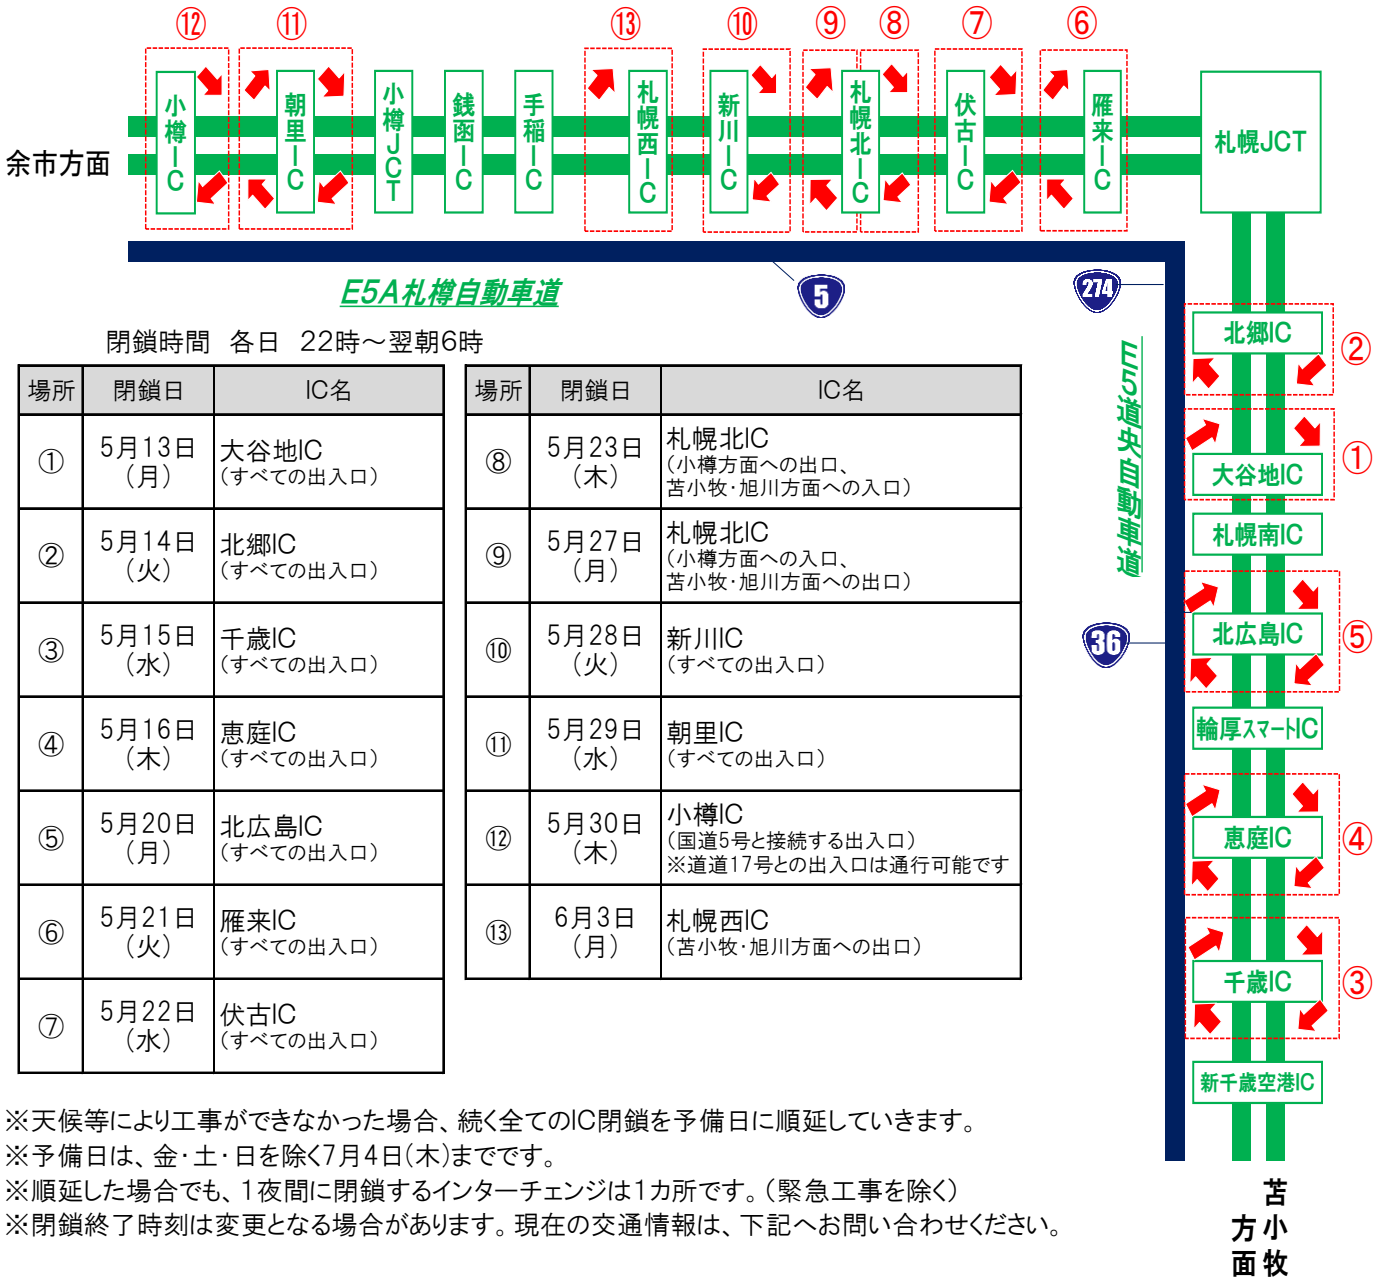 ⑫ ⑪ ⑬ ⑩ ⑨ ⑧ ⑦ ⑥
余市方面
小樽IC
朝里IC
小樽JCT
銭函IC
手稲IC
札幌西IC
新川IC
札幌北IC
伏古IC
雁来IC
札幌JCT
E5A札樽自動車道
5
274
E5道央自動車道
36
北郷IC
②
大谷地IC
①
札幌南IC
北広島IC
⑤
輪厚スマートIC
恵庭IC
④
千歳IC
③
新千歳空港IC
苫小牧
方面
閉鎖時間 各日 22時～翌朝6時
場所 閉鎖日 IC名
① 5月13日(月) 大谷地IC
(すべての出入口)
② 5月14日(火) 北郷IC
(すべての出入口)
③ 5月15日(水) 千歳IC
(すべての出入口)
④ 5月16日(木) 恵庭IC
(すべての出入口)
⑤ 5月20日(月) 北広島IC
(すべての出入口)
⑥ 5月21日(火) 雁来IC
(すべての出入口)
⑦ 5月22日(水) 伏古IC
(すべての出入口)
場所 閉鎖日 IC名
⑧ 5月23日(木) 札幌北IC
(小樽方面への出口、
苫小牧・旭川方面への入口)
⑨ 5月27日(月) 札幌北IC
(小樽方面への入口、
苫小牧・旭川方面への出口)
⑩ 5月28日(火) 新川IC
(すべての出入口)
⑪ 5月29日(水) 朝里IC
(すべての出入口)
⑫ 5月30日(木) 小樽IC
(国道5号と接続する出入口)
※道道17号との出入口は通行可能です
⑬ 6月3日(月) 札幌西IC
(苫小牧・旭川方面への出口)
※天候等により工事ができなかった場合、続く全てのIC閉鎖を予備日に順延していきます。
※予備日は、金・土・日を除く7月4日(木)までです。
※順延した場合でも、1夜間に閉鎖するインターチェンジは1カ所です。(緊急工事を除く)
※閉鎖終了時刻は変更となる場合があります。現在の交通情報は、下記へお問い合わせください。